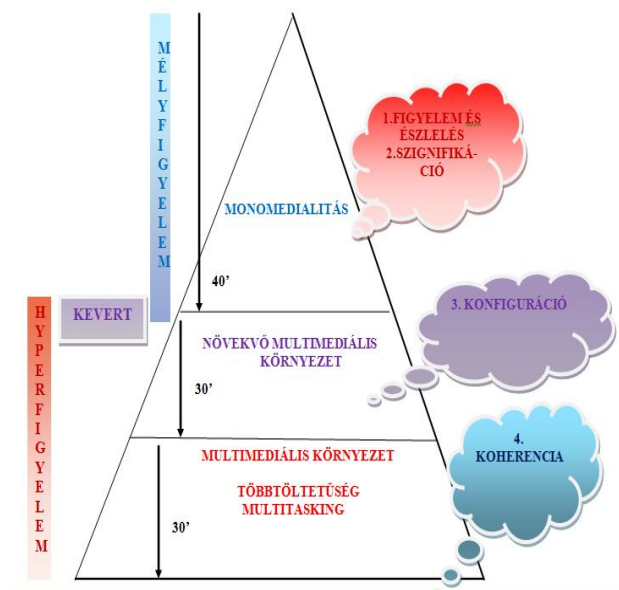 MÉLYFIGYELEM
1.FIGYELEM ÉS
ÉSZLELÉS
2.SZIGNIFIKÁ-
CIÓ
MONOMEDIALITÁS
40’
HYPERFIGYELEM
KEVERT
3. KONFIGURÁCIÓ
NÖVEKVŐ MULTIMEDIÁLIS
KÖRNYEZET
30’
4.
KOHERENCIA
MULTIMEDIÁLIS KÖRNYEZET
TÖBBTÖLTETŰSÉG
MULTITASKING
30’